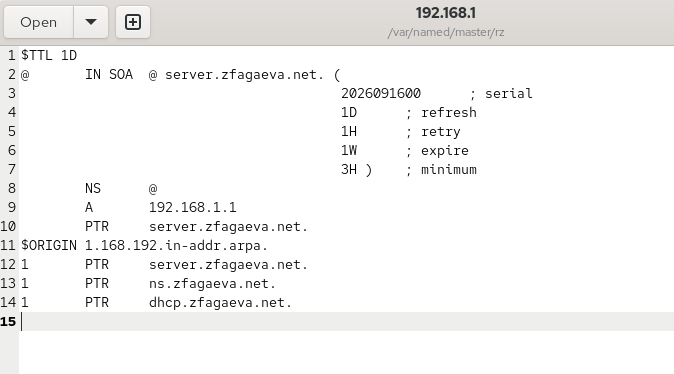 Open
192.168.1
/var/named/master/rz
1 $TTL 1D
2 @ IN SOA @ server.zfagaeva.net. (
3 2026091600 ; serial
4 1D ; refresh
5 1H ; retry
6 1W ; expire
7 3H ) ; minimum
8 NS @
9 A 192.168.1.1
10 PTR server.zfagaeva.net.
11 $ORIGIN 1.168.192.in-addr.arpa.
12 1 PTR server.zfagaeva.net.
13 1 PTR ns.zfagaeva.net.
14 1 PTR dhcp.zfagaeva.net.
15